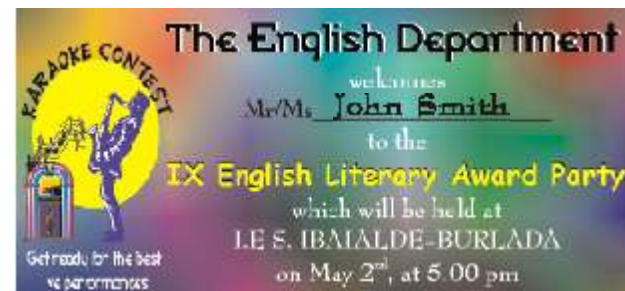 KARAOKE CONTEST
The English Department
welcomes
Mr/Ms John Smith
to the
IX English Literary Award Party
which will be held at
I.E S. IBAIALDE-BURLADA
on May 2nd, at 5.00 pm
Get ready for the best
performances